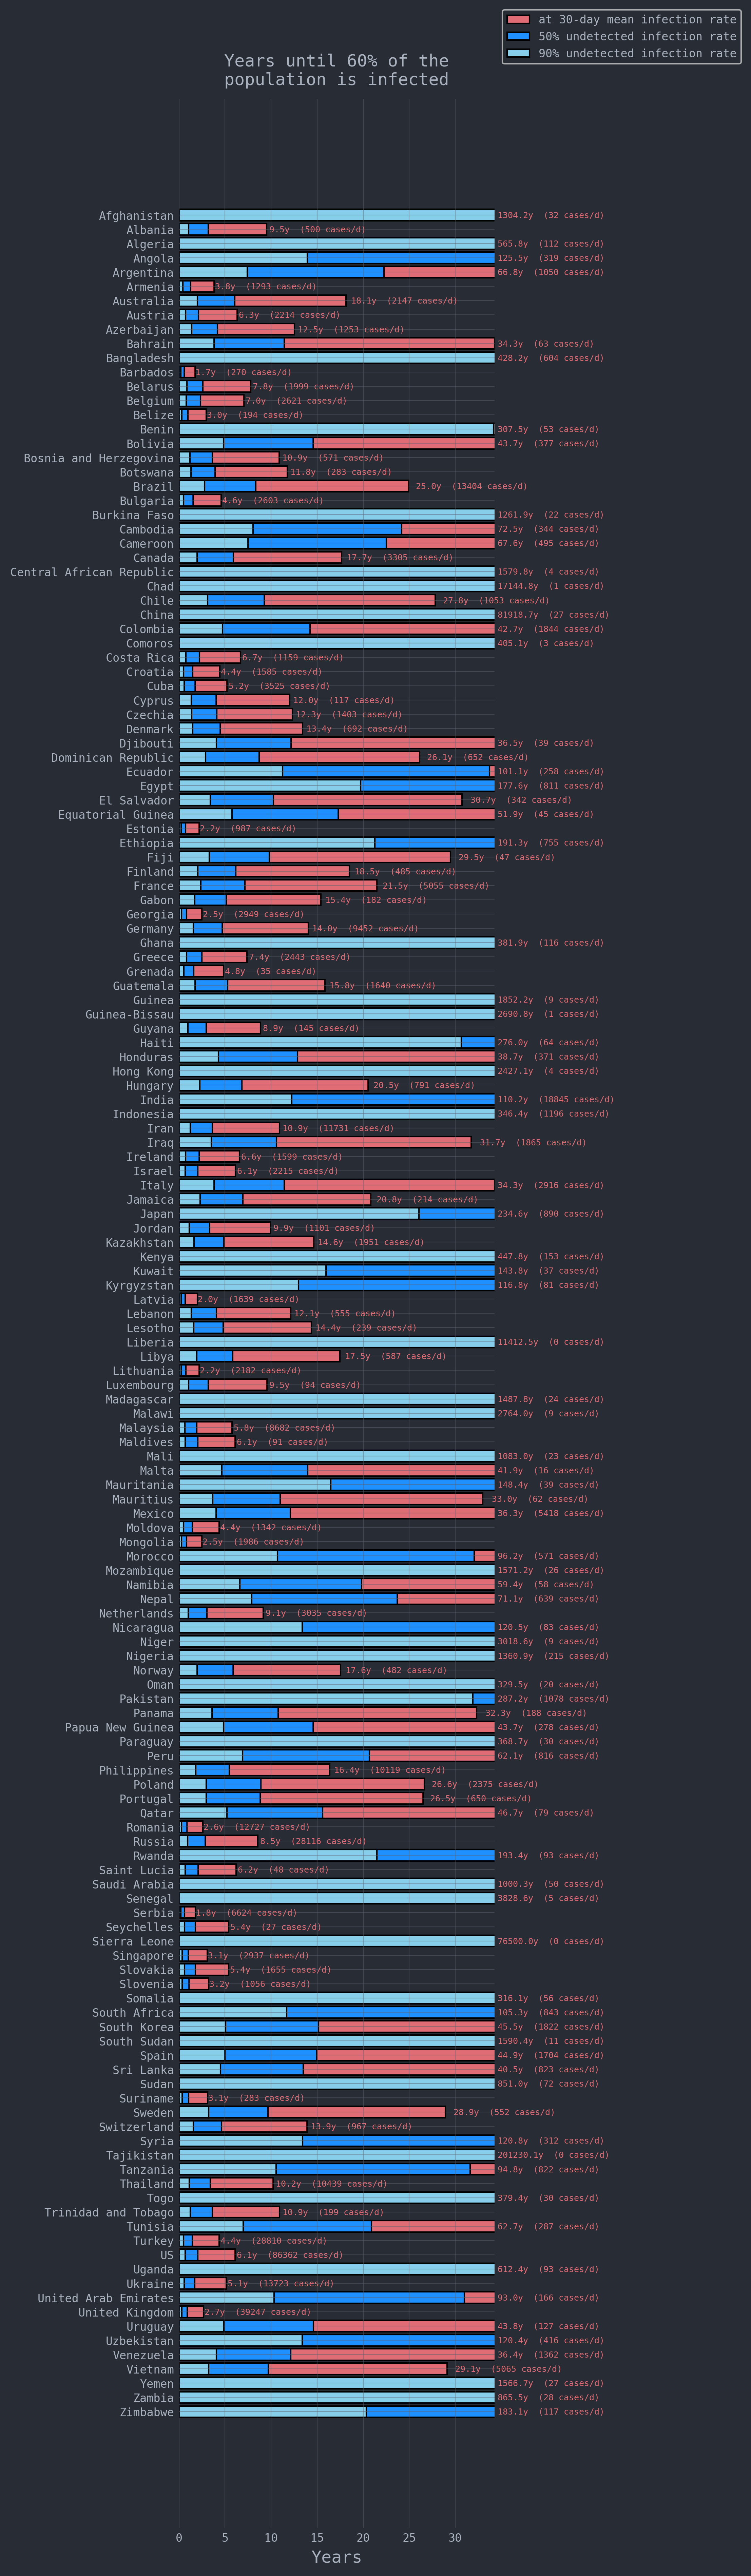 at 30-day mean infection rate
50% undetected infection rate
90% undetected infection rate
Years until 60% of the
population is infected
Afghanistan 1304.2y (32 cases/d)
Albania 9.5y (500 cases/d)
Algeria 565.8y (112 cases/d)
Angola 125.5y (319 cases/d)
Argentina 66.8y (1050 cases/d)
Armenia 3.8y (1293 cases/d)
Australia 18.1y (2147 cases/d)
Austria 6.3y (2214 cases/d)
Azerbaijan 12.5y (1253 cases/d)
Bahrain 34.3y (63 cases/d)
Bangladesh 428.2y (604 cases/d)
Barbados 1.7y (270 cases/d)
Belarus 7.8y (1999 cases/d)
Belgium 7.0y (2621 cases/d)
Belize 3.0y (194 cases/d)
Benin 307.5y (53 cases/d)
Bolivia 43.7y (377 cases/d)
Bosnia and Herzegovina 10.9y (571 cases/d)
Botswana 11.8y (283 cases/d)
Brazil 25.0y (13404 cases/d)
Bulgaria 4.6y (2603 cases/d)
Burkina Faso 1261.9y (22 cases/d)
Cambodia 72.5y (344 cases/d)
Cameroon 67.6y (495 cases/d)
Canada 17.7y (3305 cases/d)
Central African Republic 1579.8y (4 cases/d)
Chad 17144.8y (1 cases/d)
Chile 27.8y (1053 cases/d)
China 81918.7y (27 cases/d)
Colombia 42.7y (1844 cases/d)
Comoros 405.1y (3 cases/d)
Costa Rica 6.7y (1159 cases/d)
Croatia 4.4y (1585 cases/d)
Cuba 5.2y (3525 cases/d)
Cyprus 12.0y (117 cases/d)
Czechia 12.3y (1403 cases/d)
Denmark 13.4y (692 cases/d)
Djibouti 36.5y (39 cases/d)
Dominican Republic 26.1y (652 cases/d)
Ecuador 101.1y (258 cases/d)
Egypt 177.6y (811 cases/d)
El Salvador 30.7y (342 cases/d)
Equatorial Guinea 51.9y (45 cases/d)
Estonia 2.2y (987 cases/d)
Ethiopia 191.3y (755 cases/d)
Fiji 29.5y (47 cases/d)
Finland 18.5y (485 cases/d)
France 21.5y (5055 cases/d)
Gabon 15.4y (182 cases/d)
Georgia 2.5y (2949 cases/d)
Germany 14.0y (9452 cases/d)
Ghana 381.9y (116 cases/d)
Greece 7.4y (2443 cases/d)
Grenada 4.8y (35 cases/d)
Guatemala 15.8y (1640 cases/d)
Guinea 1852.2y (9 cases/d)
Guinea-Bissau 2690.8y (1 cases/d)
Guyana 8.9y (145 cases/d)
Haiti 276.0y (64 cases/d)
Honduras 38.7y (371 cases/d)
Hong Kong 2427.1y (4 cases/d)
Hungary 20.5y (791 cases/d)
India 110.2y (18845 cases/d)
Indonesia 346.4y (1196 cases/d)
Iran 10.9y (11731 cases/d)
Iraq 31.7y (1865 cases/d)
Ireland 6.6y (1599 cases/d)
Israel 6.1y (2215 cases/d)
Italy 34.3y (2916 cases/d)
Jamaica 20.8y (214 cases/d)
Japan 234.6y (890 cases/d)
Jordan 9.9y (1101 cases/d)
Kazakhstan 14.6y (1951 cases/d)
Kenya 447.8y (153 cases/d)
Kuwait 143.8y (37 cases/d)
Kyrgyzstan 116.8y (81 cases/d)
Latvia 2.0y (1639 cases/d)
Lebanon 12.1y (555 cases/d)
Lesotho 14.4y (239 cases/d)
Liberia 11412.5y (0 cases/d)
Libya 17.5y (587 cases/d)
Lithuania 2.2y (2182 cases/d)
Luxembourg 9.5y (94 cases/d)
Madagascar 1487.8y (24 cases/d)
Malawi 2764.0y (9 cases/d)
Malaysia 5.8y (8682 cases/d)
Maldives 6.1y (91 cases/d)
Mali 1083.0y (23 cases/d)
Malta 41.9y (16 cases/d)
Mauritania 148.4y (39 cases/d)
Mauritius 33.0y (62 cases/d)
Mexico 36.3y (5418 cases/d)
Moldova 4.4y (1342 cases/d)
Mongolia 2.5y (1986 cases/d)
Morocco 96.2y (571 cases/d)
Mozambique 1571.2y (26 cases/d)
Namibia 59.4y (58 cases/d)
Nepal 71.1y (639 cases/d)
Netherlands 9.1y (3035 cases/d)
Nicaragua 120.5y (83 cases/d)
Niger 3018.6y (9 cases/d)
Nigeria 1360.9y (215 cases/d)
Norway 17.6y (482 cases/d)
Oman 329.5y (20 cases/d)
Pakistan 287.2y (1078 cases/d)
Panama 32.3y (188 cases/d)
Papua New Guinea 43.7y (278 cases/d)
Paraguay 368.7y (30 cases/d)
Peru 62.1y (816 cases/d)
Philippines 16.4y (10119 cases/d)
Poland 26.6y (2375 cases/d)
Portugal 26.5y (650 cases/d)
Qatar 46.7y (79 cases/d)
Romania 2.6y (12727 cases/d)
Russia 8.5y (28116 cases/d)
Rwanda 193.4y (93 cases/d)
Saint Lucia 6.2y (48 cases/d)
Saudi Arabia 1000.3y (50 cases/d)
Senegal 3828.6y (5 cases/d)
Serbia 1.8y (6624 cases/d)
Seychelles 5.4y (27 cases/d)
Sierra Leone 76500.0y (0 cases/d)
Singapore 3.1y (2937 cases/d)
Slovakia 5.4y (1655 cases/d)
Slovenia 3.2y (1056 cases/d)
Somalia 316.1y (56 cases/d)
South Africa 105.3y (843 cases/d)
South Korea 45.5y (1822 cases/d)
South Sudan 1590.4y (11 cases/d)
Spain 44.9y (1704 cases/d)
Sri Lanka 40.5y (823 cases/d)
Sudan 851.0y (72 cases/d)
Suriname 3.1y (283 cases/d)
Sweden 28.9y (552 cases/d)
Switzerland 13.9y (967 cases/d)
Syria 120.8y (312 cases/d)
Tajikistan 201230.1y (0 cases/d)
Tanzania 94.8y (822 cases/d)
Thailand 10.2y (10439 cases/d)
Togo 379.4y (30 cases/d)
Trinidad and Tobago 10.9y (199 cases/d)
Tunisia 62.7y (287 cases/d)
Turkey 4.4y (28810 cases/d)
US 6.1y (86362 cases/d)
Uganda 612.4y (93 cases/d)
Ukraine 5.1y (13723 cases/d)
United Arab Emirates 93.0y (166 cases/d)
United Kingdom 2.7y (39247 cases/d)
Uruguay 43.8y (127 cases/d)
Uzbekistan 120.4y (416 cases/d)
Venezuela 36.4y (1362 cases/d)
Vietnam 29.1y (5065 cases/d)
Yemen 1566.7y (27 cases/d)
Zambia 865.5y (28 cases/d)
Zimbabwe 183.1y (117 cases/d)
0 5 10 15 20 25 30
Years